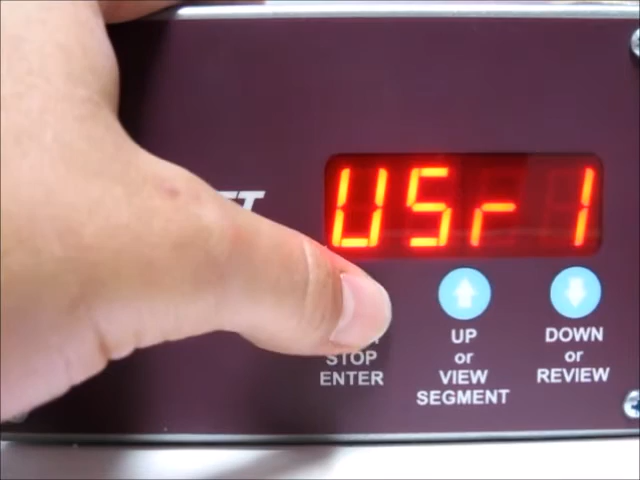 USr1
STOP
ENTER
UP
or
VIEW
SEGMENT
DOWN
or
REVIEW